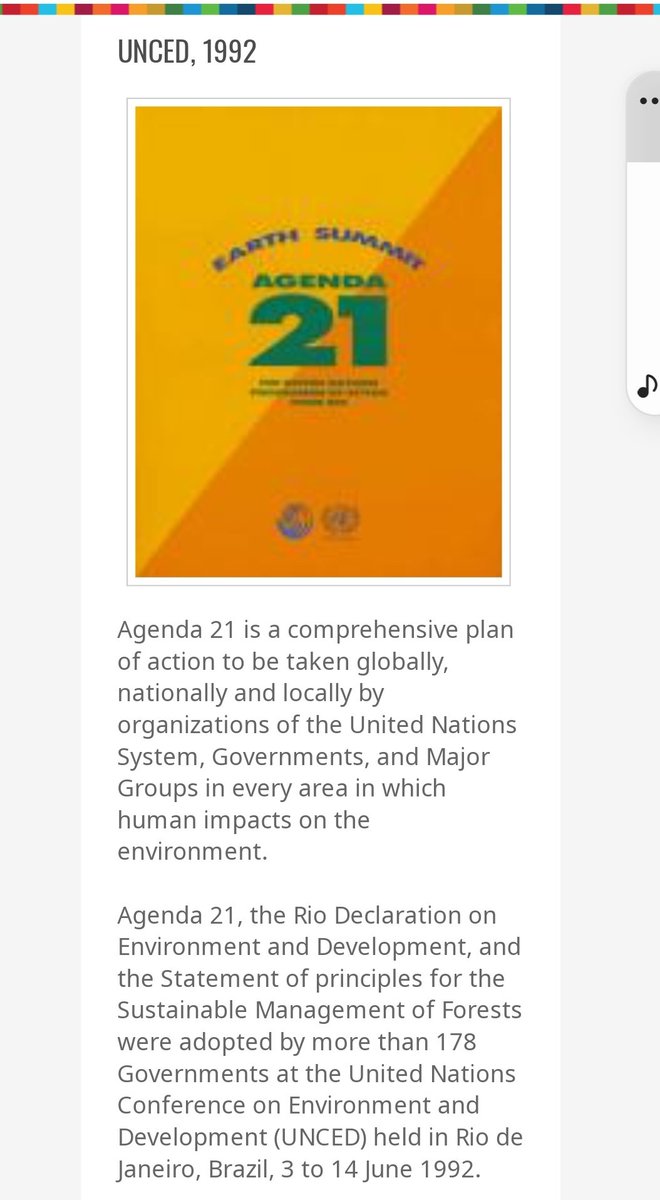 UNCED, 1992
EARTH SUMMIT
AGENDA
21
Agenda 21 is a comprehensive plan
of action to be taken globally,
nationally and locally by
organizations of the United Nations
System, Governments, and Major
Groups in every area in which
human impacts on the
environment.
Agenda 21, the Rio Declaration on
Environment and Development, and
the Statement of principles for the
Sustainable Management of Forests
were adopted by more than 178
Governments at the United Nations
Conference on Environment and
Development (UNCED) held in Rio de
Janeiro, Brazil, 3 to 14 June 1992.